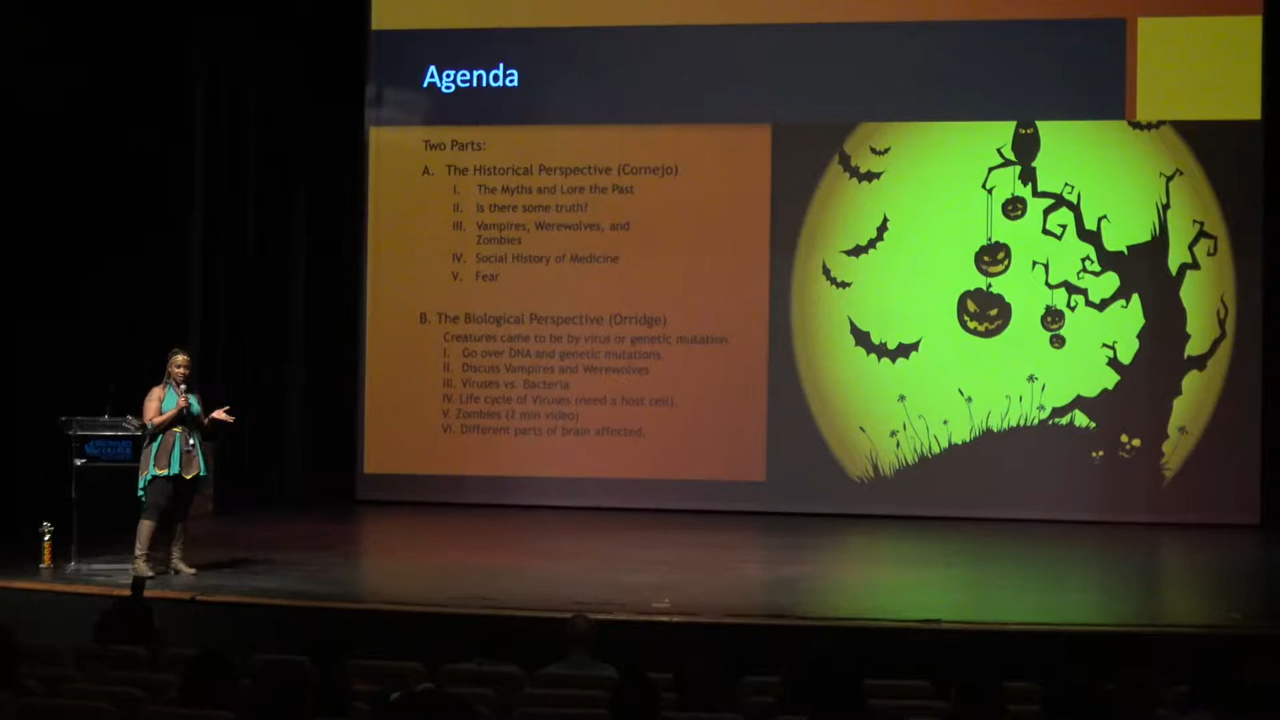 Agenda
Two Parts:
A. The Historical Perspective (Cornejo)
I. The Myths and Lore the Past
II. Is there some truth?
III. Vampires, Werewolves, and
Zombies
IV. Social History of Medicine
V. Fear
B. The Biological Perspective (Orridge)
Creatures came to be by virus or genetic mutation.
I. Go over DNA and genetic mutations.
II. Discuss Vampires and Werewolves
III. Viruses vs. Bacteria
IV. Life cycle of Viruses (need a host cell).
V. Zombies (2 min video)
VI. Different parts of brain affected.